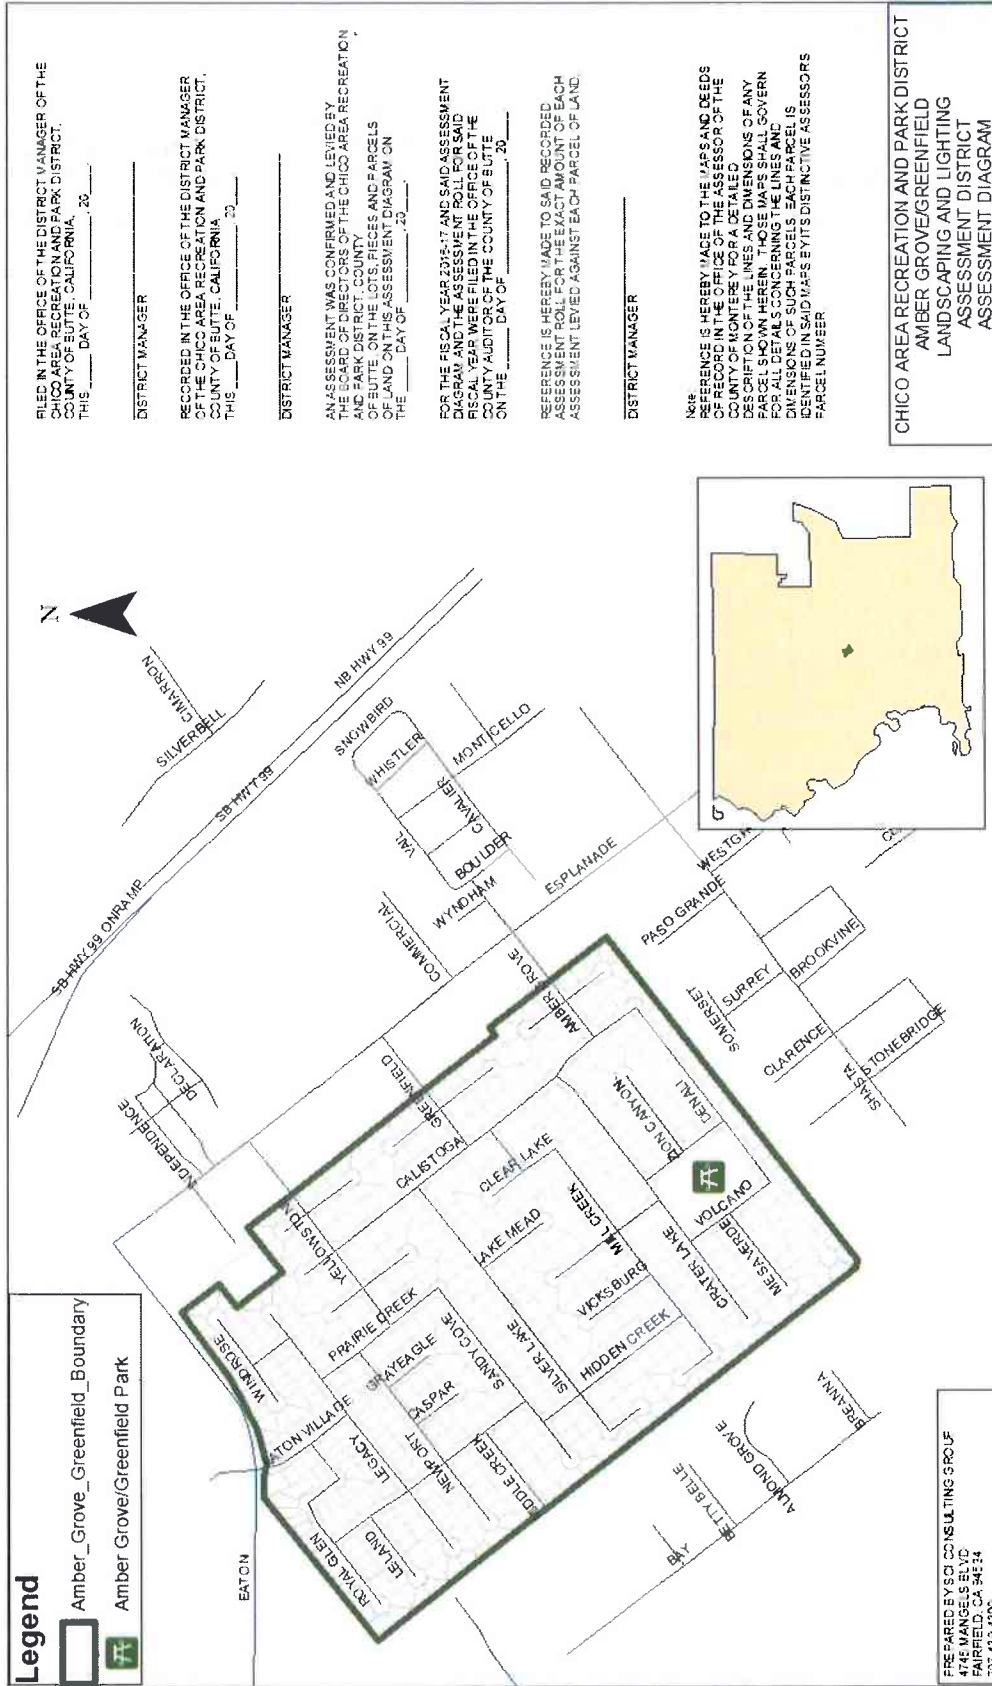 Legend
Amber_Grove_Greenfield_Boundary
Amber Grove/Greenfield Park
N
EATON
SB HWY 99 ONRAMP
SB HWY 99
NB HWY 99
SILVERBELL
CIMARRON
INDEPENDENCE
DECLARATION
COMMERCIAL
VAIL
SNOWBIRD
WHISTLER
CAVALIER
MONTICELLO
BOULDER
WYNDHAM
ESPLANADE
WINDROSE
YELLOWSTONE
GREENFIELD
CALISTOGA
AMBER GROVE
PRAIRIE CREEK
GRAYEAGLE
SANDY COVE
LEGACY
NEWPORT
ROYAL GLEN
LELAND
SILVER LAKE
LAKE MEAD
CLEAR LAKE
MILL CREEK
VICKSBURG
HIDDEN CREEK
CRATER LAKE
DENALI
VOLCANO
MESA VERDE
PASO GRANDE
SOMERSET
SURREY
BROOKVINE
CLARENCE
SHASTA
STONEBRIDGE
BAY
BETTY BELLE
ALMOND GROVE
BREANNA
FILED IN THE OFFICE OF THE DISTRICT MANAGER OF THE
CHICO AREA RECREATION AND PARK DISTRICT,
COUNTY OF BUTTE, CALIFORNIA,
THIS ____ DAY OF ________, 20____.
DISTRICT MANAGER
RECORDED IN THE OFFICE OF THE DISTRICT MANAGER
OF THE CHICO AREA RECREATION AND PARK DISTRICT,
COUNTY OF BUTTE, CALIFORNIA
THIS ____ DAY OF ________, 20____
DISTRICT MANAGER
AN ASSESSMENT WAS CONFIRMED AND LEVIED BY
THE BOARD OF DIRECTORS OF THE CHICO AREA RECREATION
AND PARK DISTRICT, COUNTY
OF BUTTE, ON THE LOTS, PIECES AND PARCELS
OF LAND ON THIS ASSESSMENT DIAGRAM ON
THE ____ DAY OF ________, 20____.
FOR THE FISCAL YEAR 2016-17 AND SAID ASSESSMENT
DIAGRAM AND THE ASSESSMENT ROLL FOR SAID
FISCAL YEAR WERE FILED IN THE OFFICE OF THE
COUNTY AUDITOR OF THE COUNTY OF BUTTE
ON THE ____ DAY OF ________, 20____.
REFERENCE IS HEREBY MADE TO SAID RECORDED
ASSESSMENT ROLL FOR THE EXACT AMOUNT OF EACH
ASSESSMENT LEVIED AGAINST EACH PARCEL OF LAND.
DISTRICT MANAGER
Note:
REFERENCE IS HEREBY MADE TO THE MAPS AND DEEDS
OF RECORD IN THE OFFICE OF THE ASSESSOR OF THE
COUNTY OF MONTEREY FOR A DETAILED
DESCRIPTION OF THE LINES AND DIMENSIONS OF ANY
PARCEL SHOWN HEREIN. THOSE MAPS SHALL GOVERN
FOR ALL DETAILS CONCERNING THE LINES AND
DIMENSIONS OF SUCH PARCELS. EACH PARCEL IS
IDENTIFIED IN SAID MAPS BY ITS DISTINCTIVE ASSESSORS
PARCEL NUMBER.
CHICO AREA RECREATION AND PARK DISTRICT
AMBER GROVE/GREENFIELD
LANDSCAPING AND LIGHTING
ASSESSMENT DISTRICT
ASSESSMENT DIAGRAM
PREPARED BY SCI CONSULTING GROUP
4745 MANGELS BLVD
FAIRFIELD, CA 94534